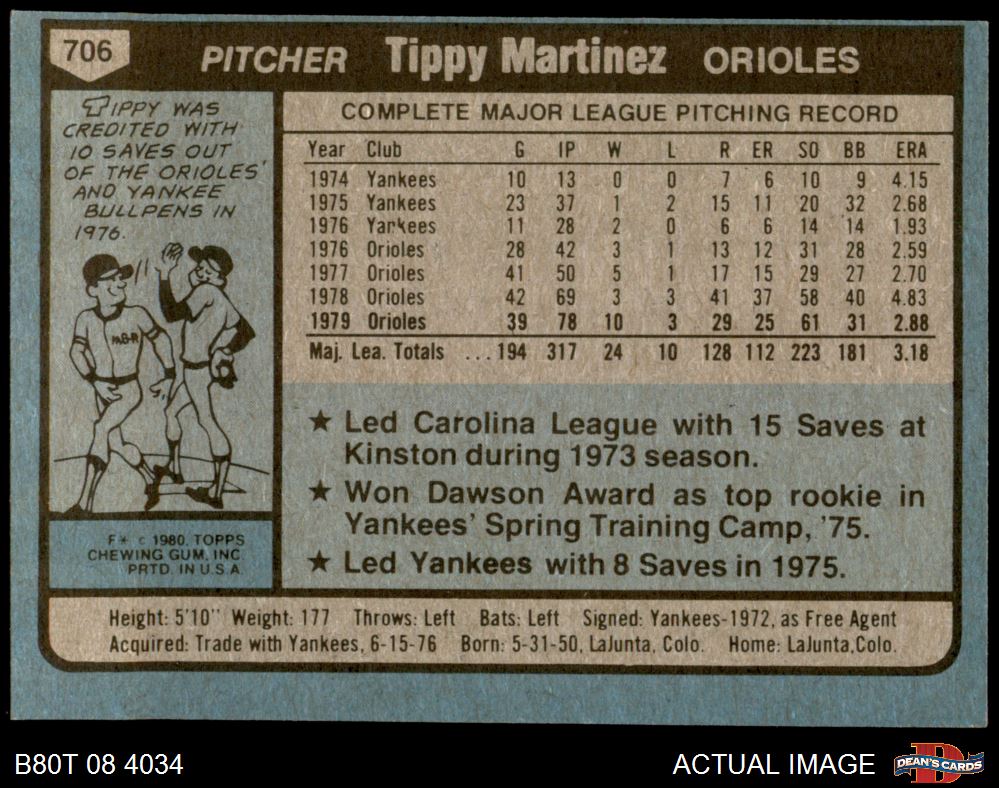 706
PITCHER Tippy Martinez ORIOLES
TIPPY WAS
CREDITED WITH
10 SAVES OUT
OF THE ORIOLES'
AND YANKEE
BULLPENS IN
1976.
F* © 1980. TOPPS
CHEWING GUM, INC.
PRTD. IN U.S.A.
COMPLETE MAJOR LEAGUE PITCHING RECORD
Year Club G IP W L R ER SO BB ERA
1974 Yankees 10 13 0 0 7 6 10 9 4.15
1975 Yankees 23 37 1 2 15 11 20 32 2.68
1976 Yankees 11 28 2 0 6 6 14 14 1.93
1976 Orioles 28 42 3 1 13 12 31 28 2.59
1977 Orioles 41 50 5 1 17 15 29 27 2.70
1978 Orioles 42 69 3 3 41 37 58 40 4.83
1979 Orioles 39 78 10 3 29 25 61 31 2.88
Maj. Lea. Totals ... 194 317 24 10 128 112 223 181 3.18
★ Led Carolina League with 15 Saves at
Kinston during 1973 season.
★ Won Dawson Award as top rookie in
Yankees' Spring Training Camp, '75.
★ Led Yankees with 8 Saves in 1975.
Height: 5'10" Weight: 177 Throws: Left Bats: Left Signed: Yankees-1972, as Free Agent
Acquired: Trade with Yankees, 6-15-76 Born: 5-31-50, LaJunta, Colo. Home: LaJunta,Colo.
B80T 08 4034
ACTUAL IMAGE
D
DEAN'S CARDS